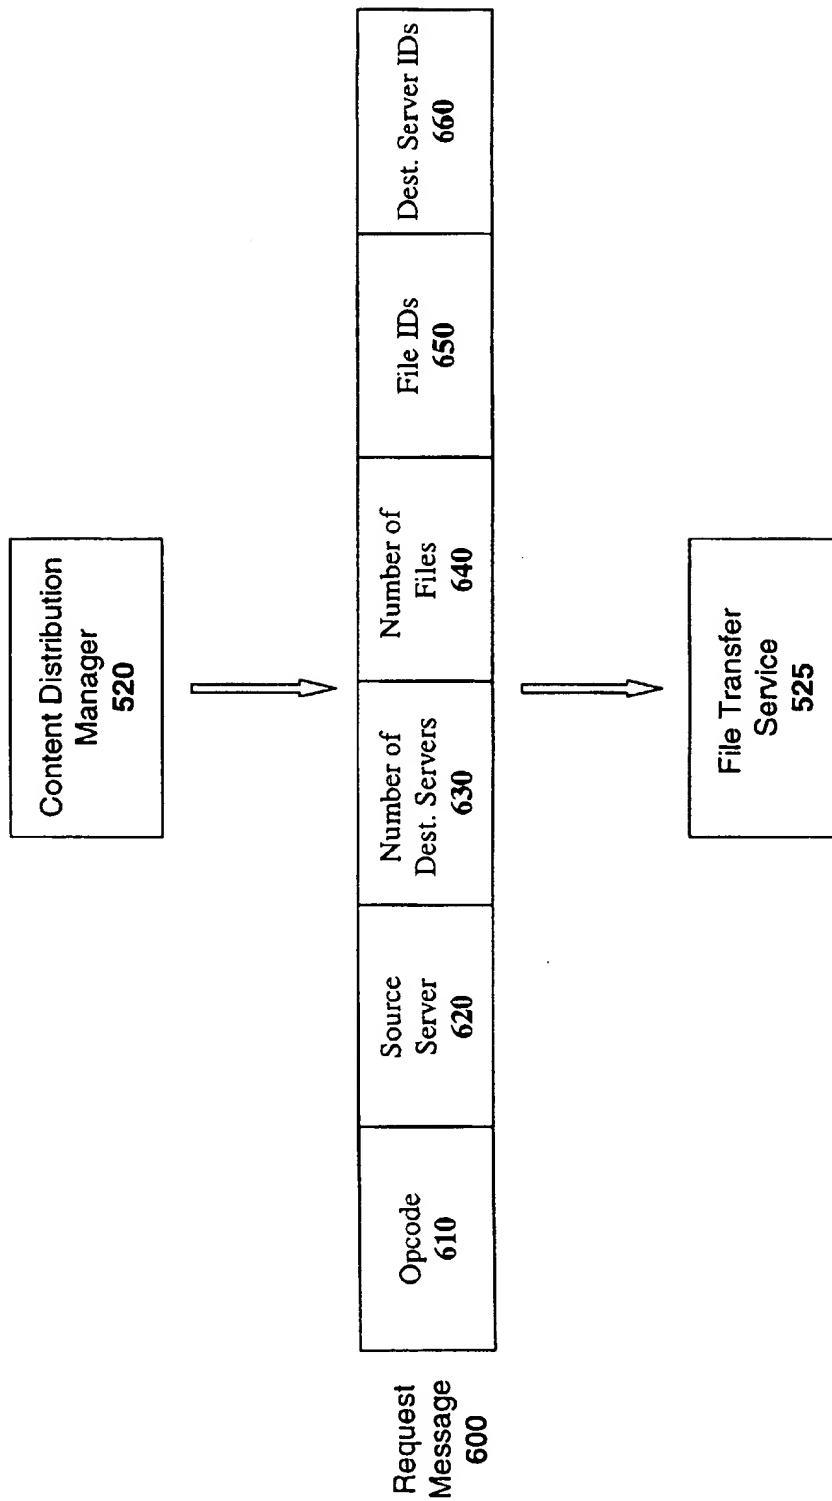 Content Distribution
Manager
520
Request
Message
600
Opcode
610
Source
Server
620
Number of
Dest. Servers
630
Number of
Files
640
File IDs
650
Dest. Server IDs
660
File Transfer
Service
525